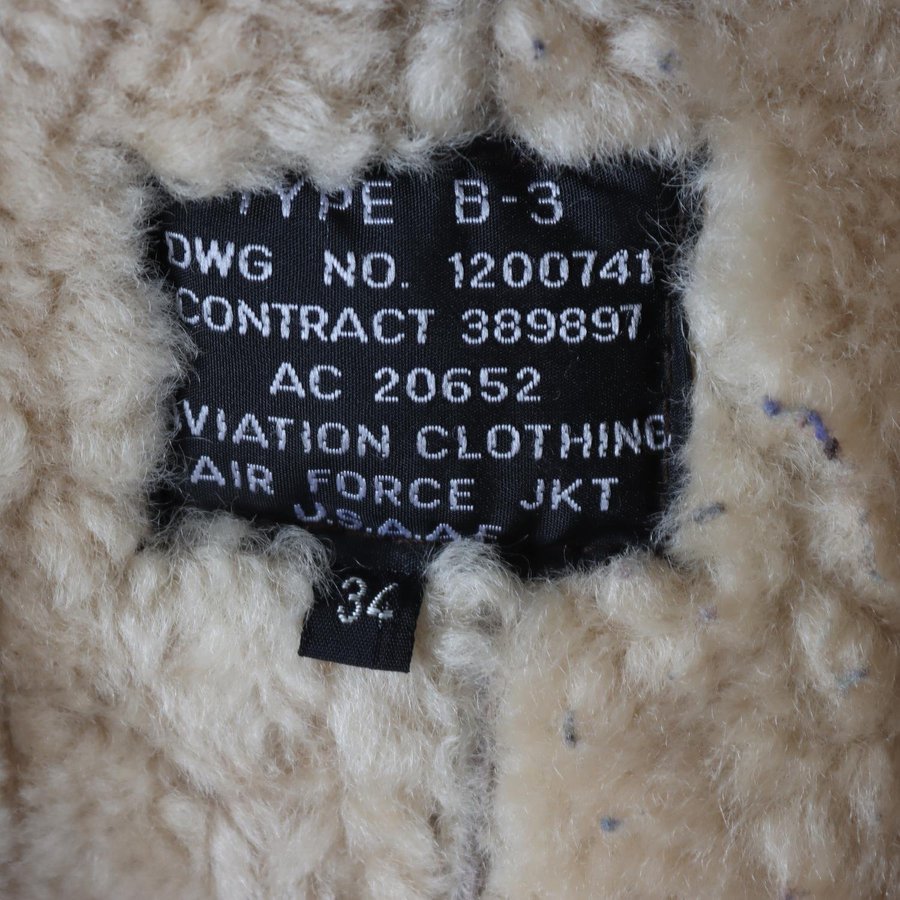 TYPE B-3
DWG NO. 1200741
CONTRACT 389897
AC 20652
AVIATION CLOTHING
AIR FORCE JKT
U.S.A.A.F
34